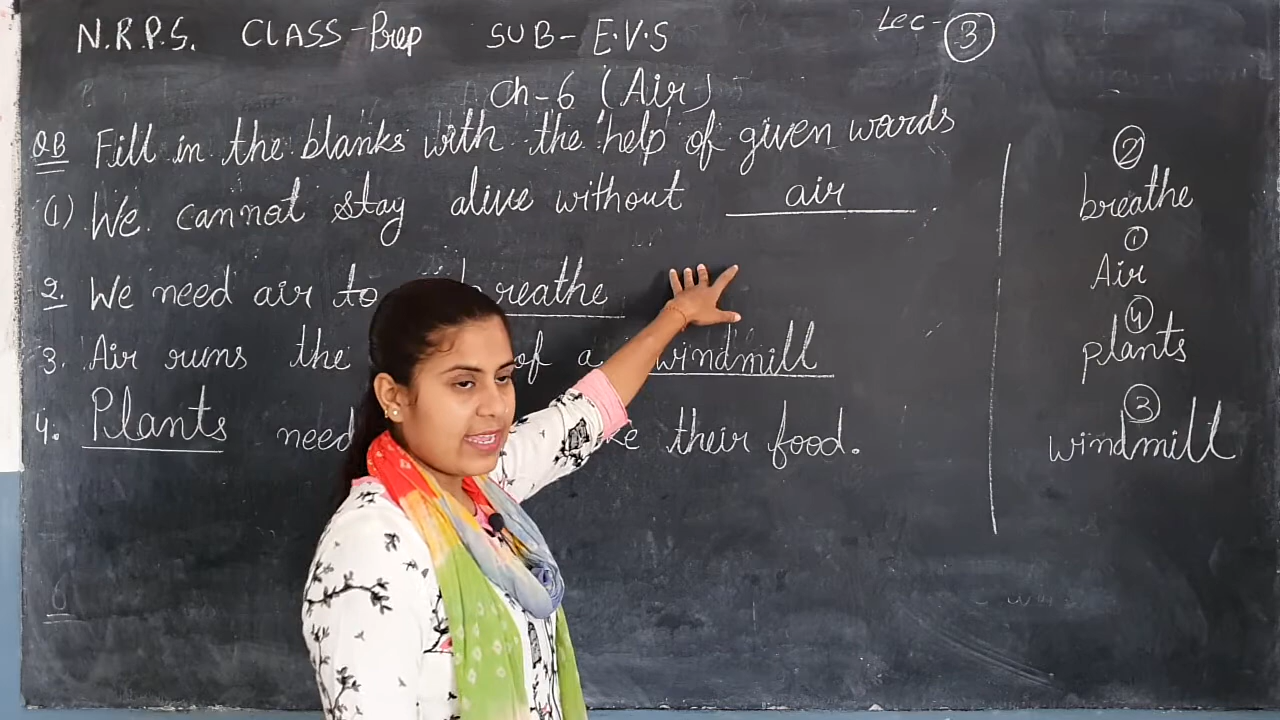 N.R.P.S. CLASS-Prep SUB- E.V.S Lec- 3
Ch-6 (Air)
QB Fill in the blanks with the help of given words
(1) We cannot stay alive without air.
2. We need air to breathe
3. Air runs the of a windmill
4. Plants need their food.
2
breathe
1
Air
4
plants
3
windmill